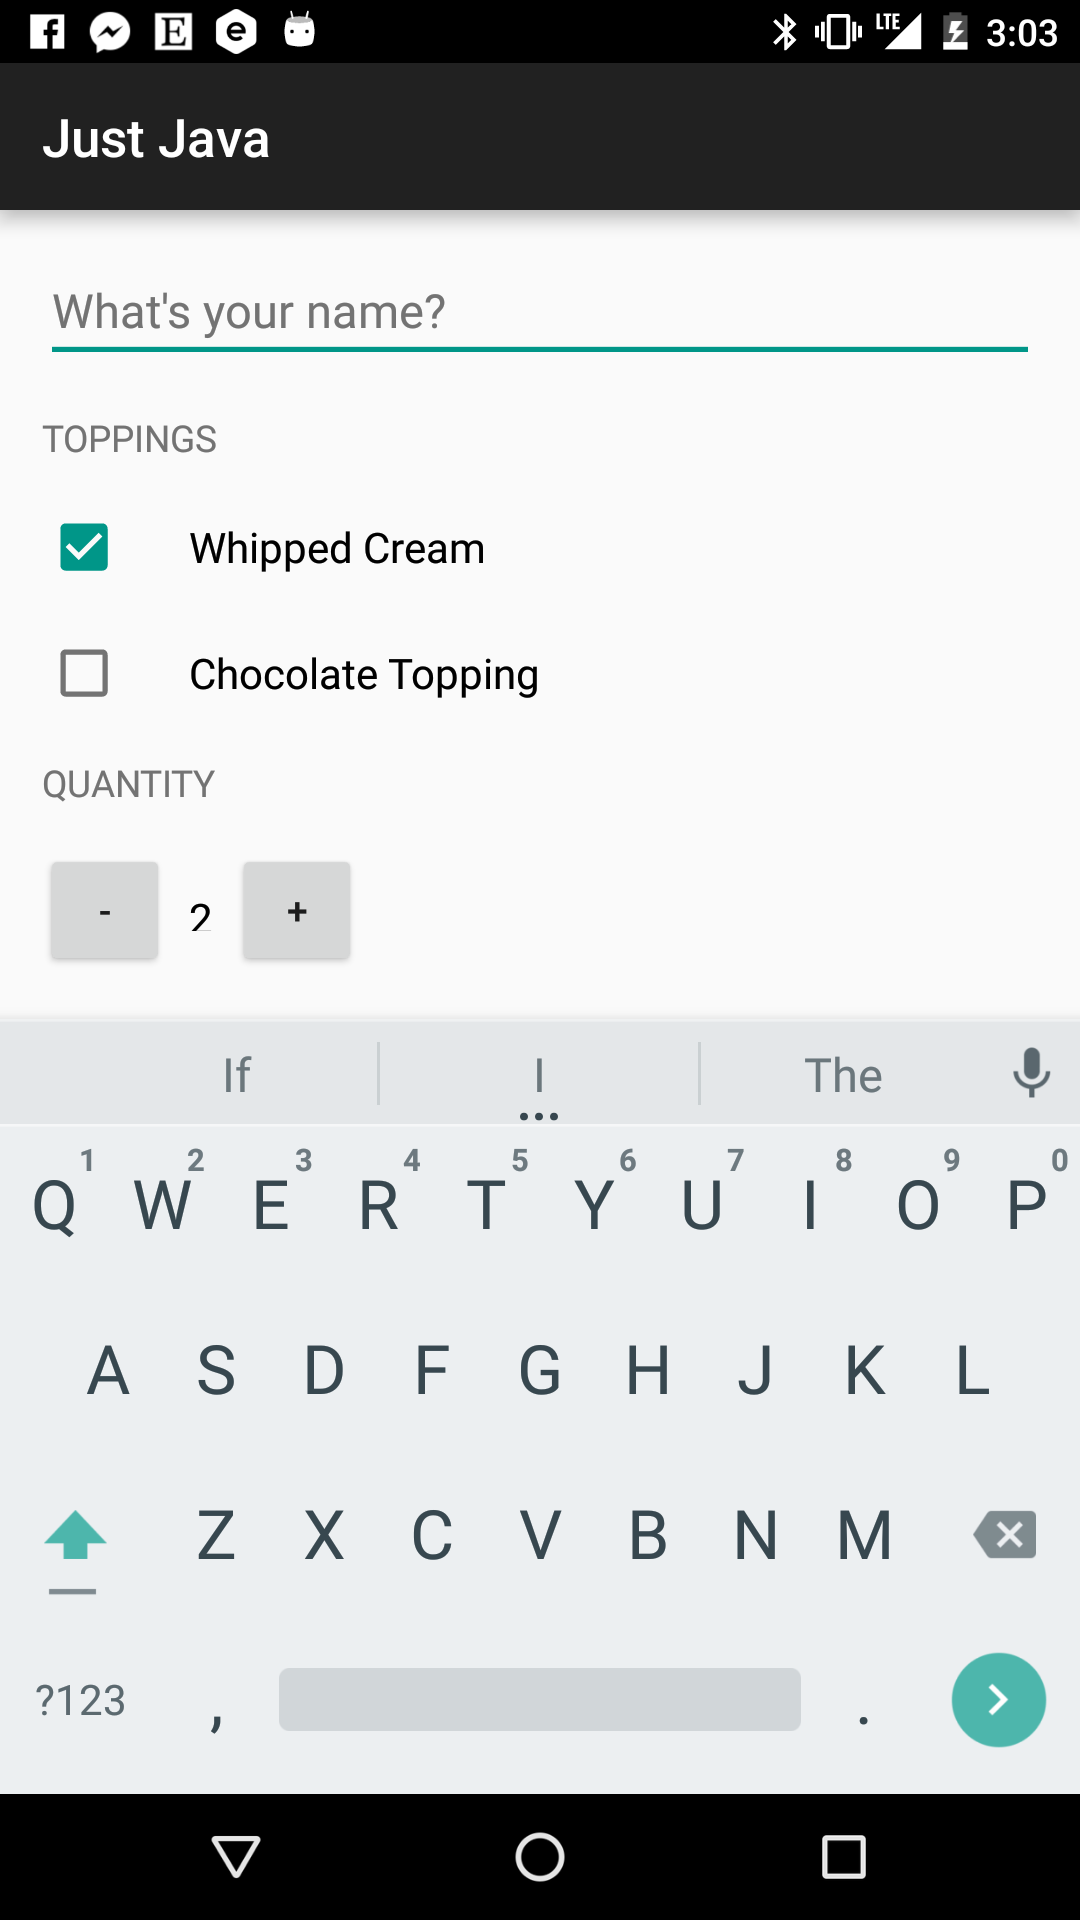 LTE 3:03
Just Java
What's your name?
TOPPINGS
Whipped Cream
Chocolate Topping
QUANTITY
- 2 +
If I The
1 2 3 4 5 6 7 8 9 0
Q W E R T Y U I O P
A S D F G H J K L
Z X C V B N M
?123 , .